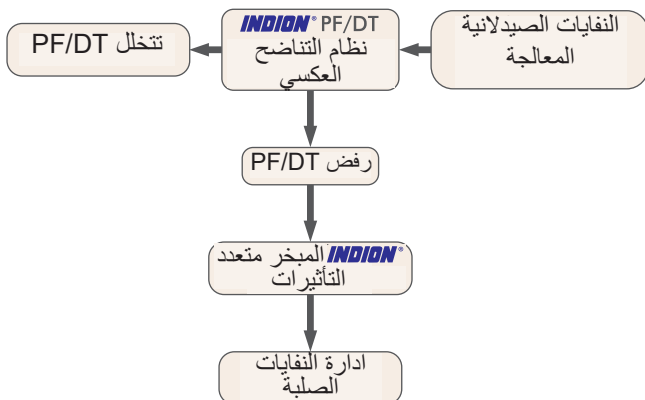 النفايات الصيدلانية
المعالجة
INDION® PF/DT
نظام التناضح
العكسي
تتخلل PF/DT
رفض PF/DT
INDION® المبخر متعدد
التأثيرات
ادارة النفايات
الصلبة